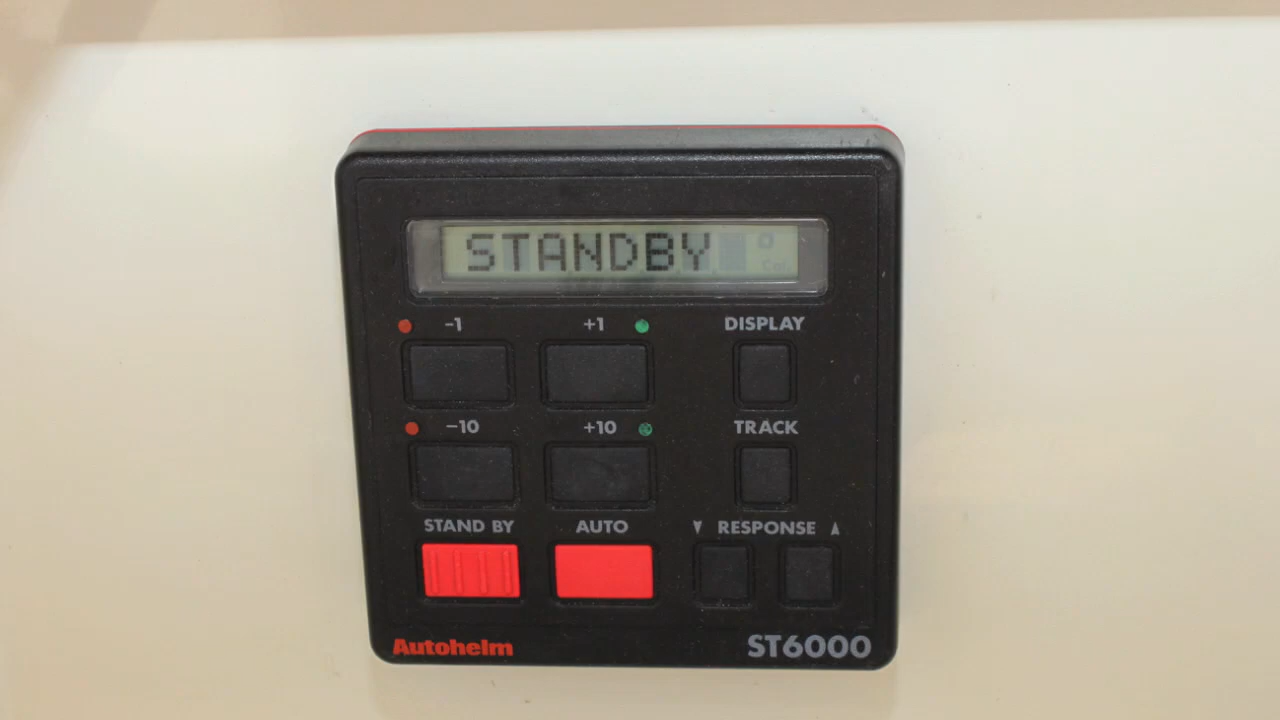 STANDBY
-1 +1 DISPLAY
-10 +10 TRACK
STAND BY AUTO ▼ RESPONSE ▲
Autohelm ST6000